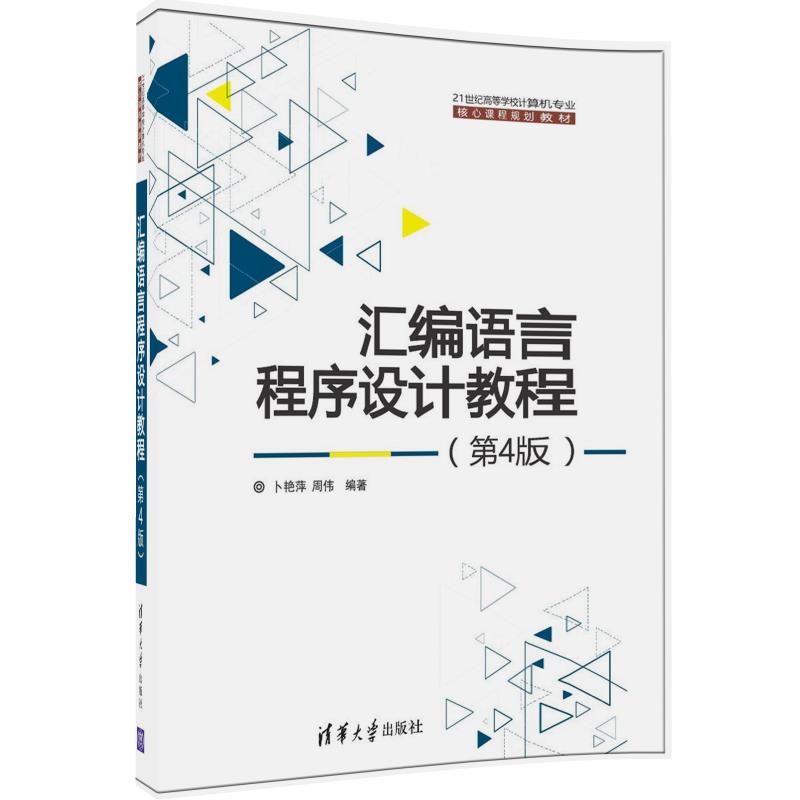 21世纪高等学校计算机专业
核心课程规划教材
汇编语言
程序设计教程
（第4版）
◎ 卜艳萍 周伟 编著
清华大学出版社
汇编语言程序设计教程（第4版）
清华大学出版社